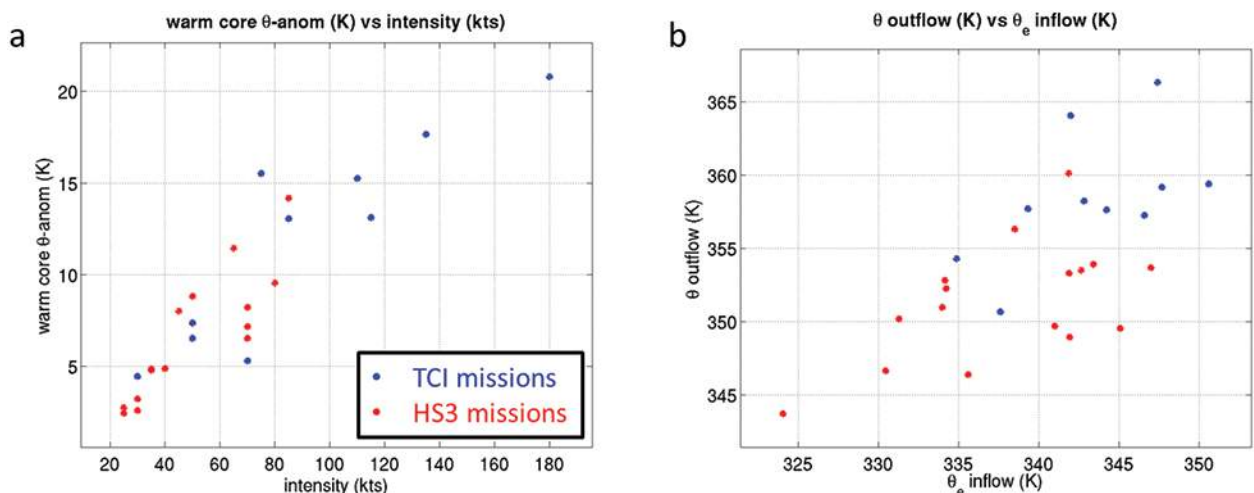 a
warm core θ-anom (K) vs intensity (kts)
warm core θ-anom (K)
20
15
10
5
20 40 60 80 100 120 140 160 180
intensity (kts)
TCI missions
HS3 missions
b
θ outflow (K) vs θe inflow (K)
θ outflow (K)
365
360
355
350
345
325 330 335 340 345 350
θe inflow (K)